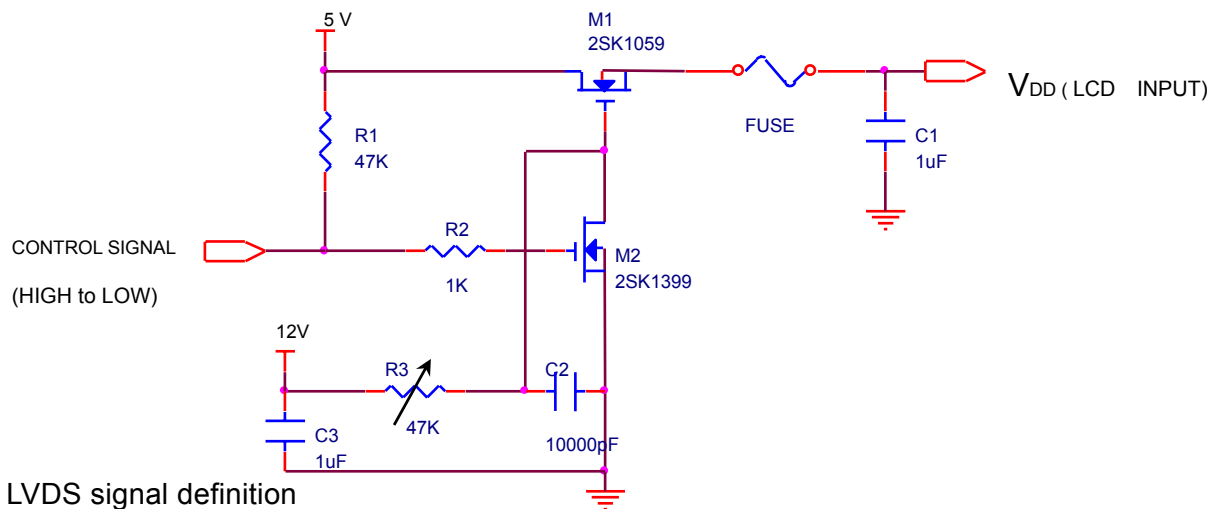 5 V
M1
2SK1059
VDD ( LCD INPUT)
FUSE
R1
47K
C1
1uF
CONTROL SIGNAL
(HIGH to LOW)
R2
1K
M2
2SK1399
12V
R3
47K
C2
10000pF
C3
1uF
LVDS signal definition